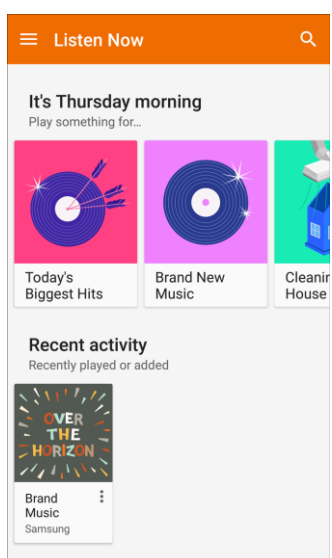 Listen Now
It's Thursday morning
Play something for…
Today's
Biggest Hits
Brand New
Music
Cleanin
House
Recent activity
Recently played or added
OVER
THE
HORIZON
Brand
Music
Samsung